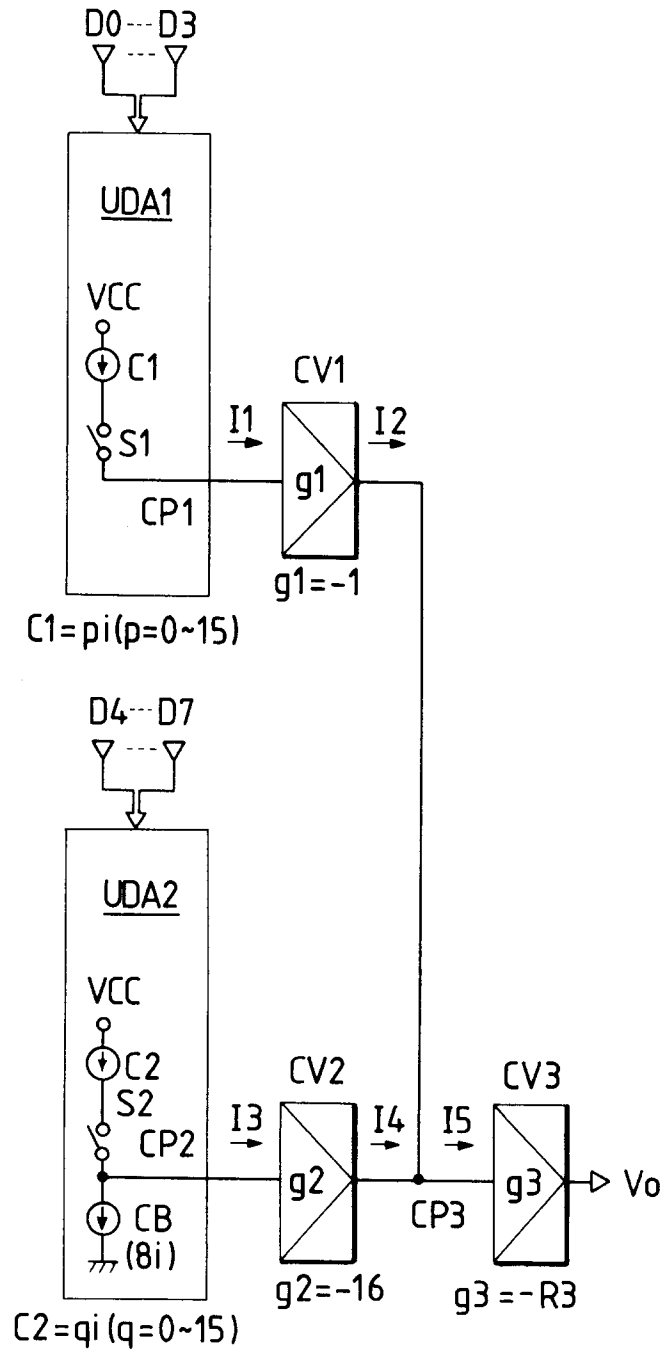 D0 --- D3
UDA1
VCC
C1
S1
CP1
I1
CV1
I2
g1
g1=-1
C1=pi(p=0~15)
D4 --- D7
UDA2
VCC
C2
S2
CP2
CB
(8i)
I3
CV2
I4
I5
CV3
g2
CP3
g3
Vo
g2=-16
g3=-R3
C2=qi(q=0~15)